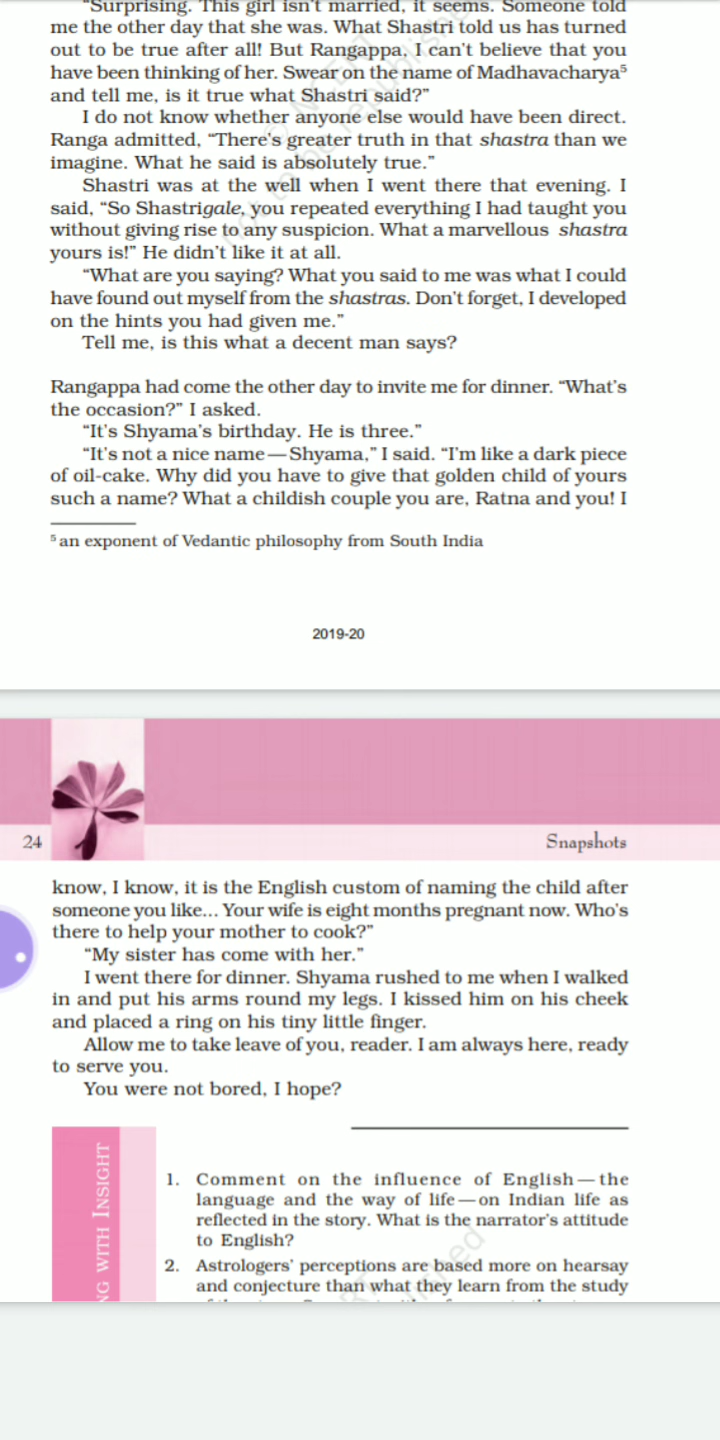 “Surprising. This girl isn’t married, it seems. Someone told
me the other day that she was. What Shastri told us has turned
out to be true after all! But Rangappa, I can’t believe that you
have been thinking of her. Swear on the name of Madhavacharya⁵
and tell me, is it true what Shastri said?”
I do not know whether anyone else would have been direct.
Ranga admitted, “There’s greater truth in that shastra than we
imagine. What he said is absolutely true.”
Shastri was at the well when I went there that evening. I
said, “So Shastrigale, you repeated everything I had taught you
without giving rise to any suspicion. What a marvellous shastra
yours is!” He didn’t like it at all.
“What are you saying? What you said to me was what I could
have found out myself from the shastras. Don’t forget, I developed
on the hints you had given me.”
Tell me, is this what a decent man says?
Rangappa had come the other day to invite me for dinner. “What’s
the occasion?” I asked.
“It’s Shyama’s birthday. He is three.”
“It’s not a nice name—Shyama,” I said. “I’m like a dark piece
of oil-cake. Why did you have to give that golden child of yours
such a name? What a childish couple you are, Ratna and you! I
⁵ an exponent of Vedantic philosophy from South India
2019-20
24
Snapshots
know, I know, it is the English custom of naming the child after
someone you like... Your wife is eight months pregnant now. Who’s
there to help your mother to cook?”
“My sister has come with her.”
I went there for dinner. Shyama rushed to me when I walked
in and put his arms round my legs. I kissed him on his cheek
and placed a ring on his tiny little finger.
Allow me to take leave of you, reader. I am always here, ready
to serve you.
You were not bored, I hope?
NG WITH INSIGHT
1. Comment on the influence of English—the
language and the way of life—on Indian life as
reflected in the story. What is the narrator’s attitude
to English?
2. Astrologers’ perceptions are based more on hearsay
and conjecture than what they learn from the study